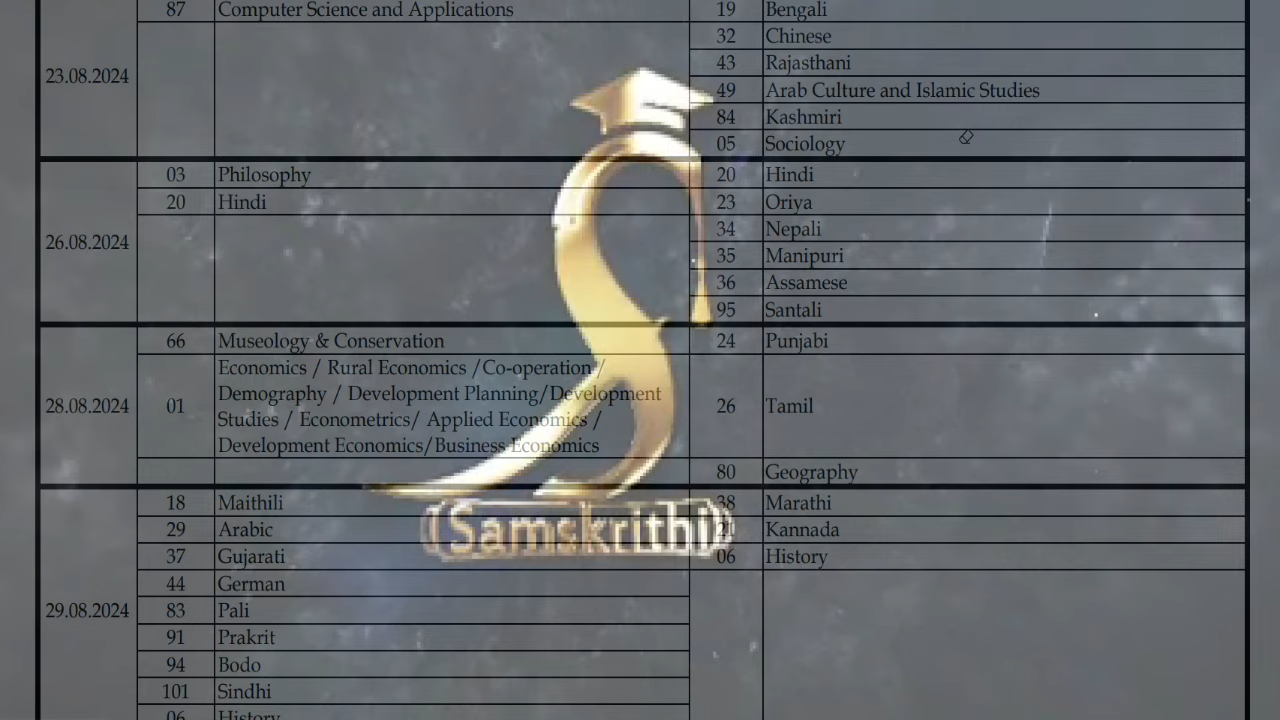 87 Computer Science and Applications 19 Bengali
32 Chinese
23.08.2024 43 Rajasthani
49 Arab Culture and Islamic Studies
84 Kashmiri
05 Sociology
03 Philosophy 20 Hindi
20 Hindi 23 Oriya
34 Nepali
26.08.2024 35 Manipuri
36 Assamese
95 Santali
66 Museology & Conservation 24 Punjabi
28.08.2024 01 Economics / Rural Economics /Co-operation /
Demography / Development Planning/Development
Studies / Econometrics/ Applied Economics /
Development Economics/Business Economics
26 Tamil
80 Geography
18 Maithili 38 Marathi
29 Arabic Kannada
37 Gujarati 06 History
44 German
29.08.2024 83 Pali
91 Prakrit
94 Bodo
101 Sindhi
06 History
Samskrithi